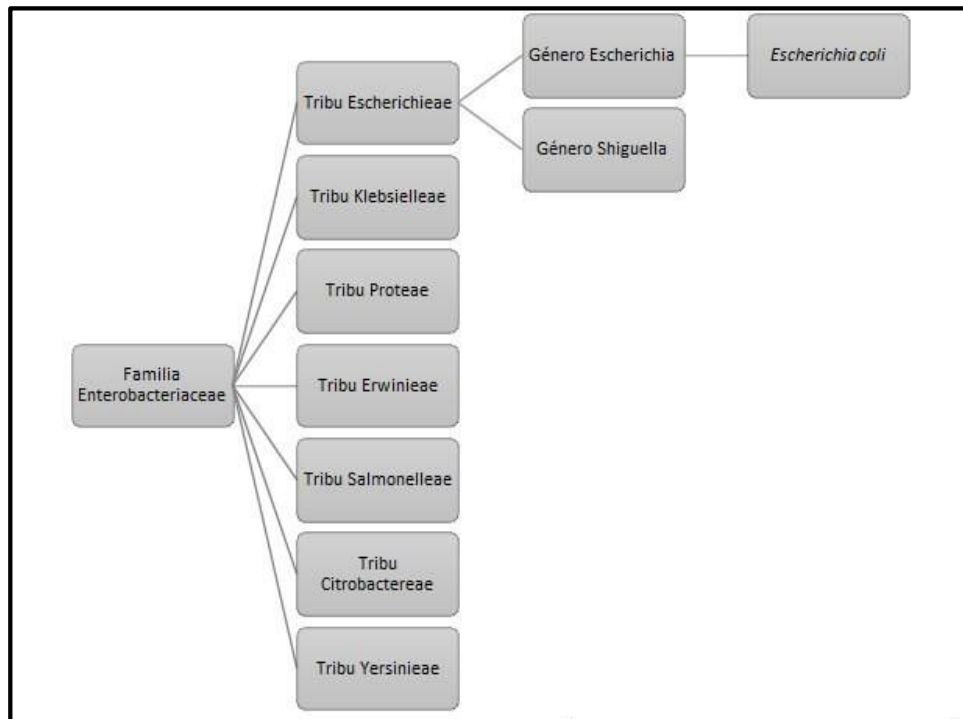 Género Escherichia
Escherichia coli
Tribu Escherichieae
Género Shiguella
Tribu Klebsielleae
Tribu Proteae
Familia
Enterobacteriaceae
Tribu Erwinieae
Tribu Salmonelleae
Tribu
Citrobactereae
Tribu Yersinieae